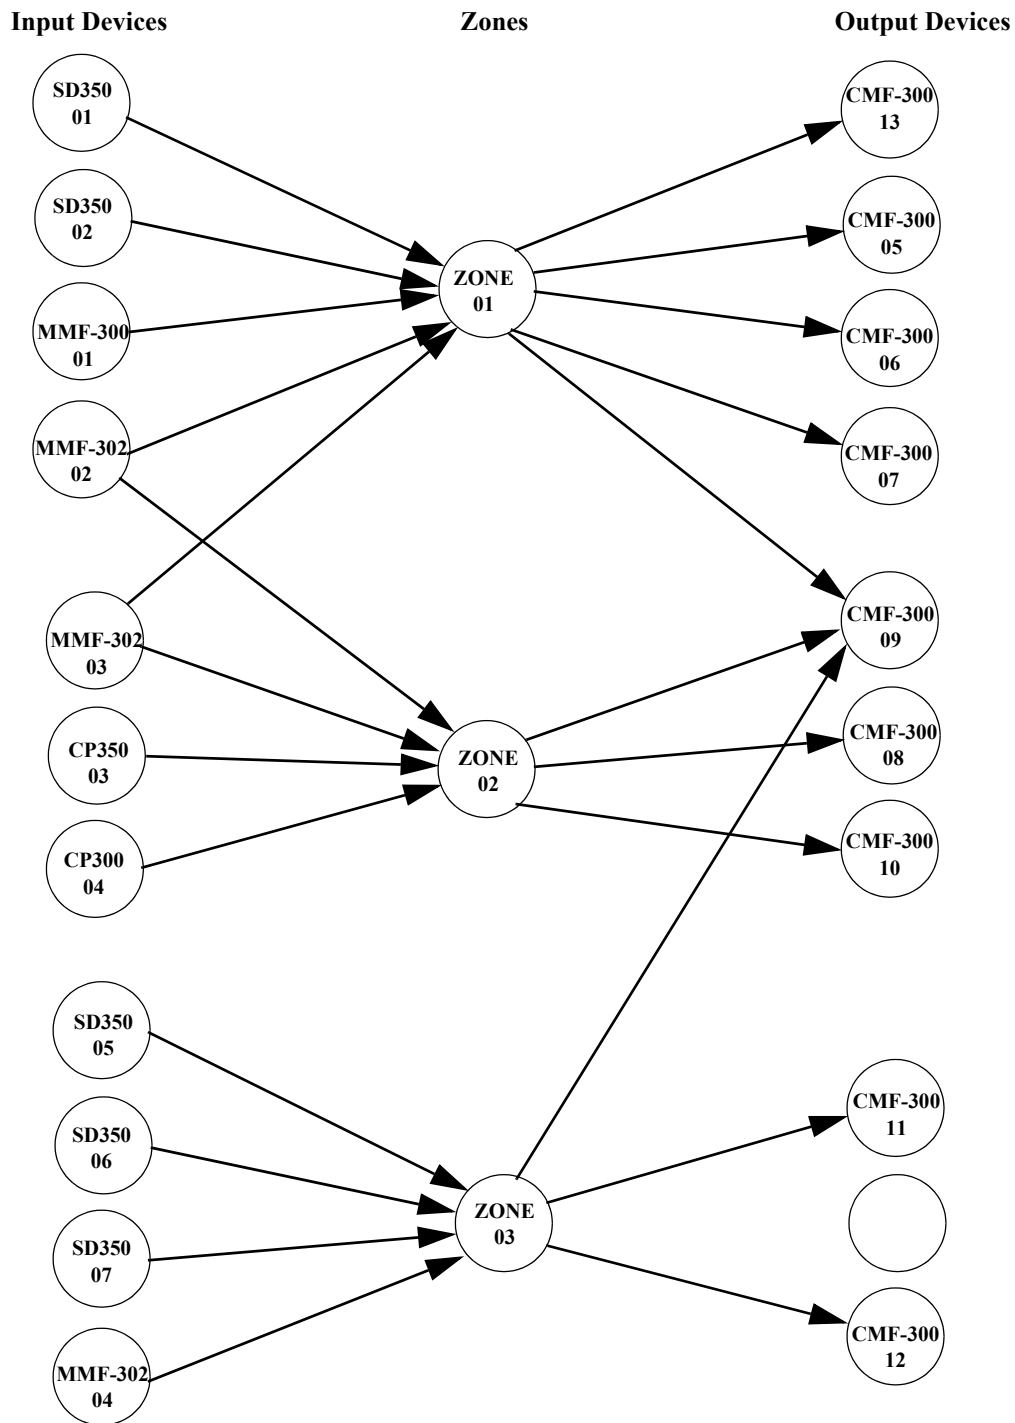 Input Devices
Zones
Output Devices
SD350
01
SD350
02
MMF-300
01
MMF-302
02
MMF-302
03
CP350
03
CP300
04
SD350
05
SD350
06
SD350
07
MMF-302
04
ZONE
01
ZONE
02
ZONE
03
CMF-300
13
CMF-300
05
CMF-300
06
CMF-300
07
CMF-300
09
CMF-300
08
CMF-300
10
CMF-300
11
CMF-300
12